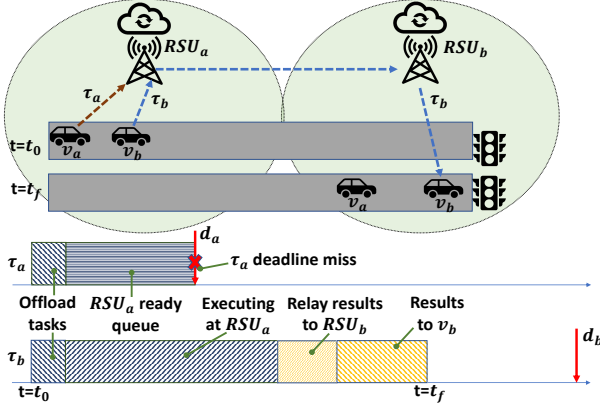 RSU_a
RSU_b
τ_a
τ_b
τ_b
t=t_0
v_a
v_b
t=t_f
v_a
v_b
d_a
τ_a
τ_a deadline miss
Offload
tasks
RSU_a ready
queue
Executing
at RSU_a
Relay results
to RSU_b
Results
to v_b
d_b
τ_b
t=t_0
t=t_f